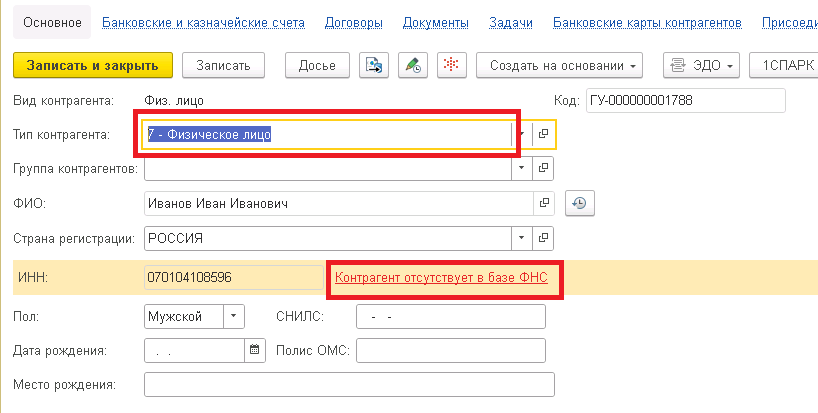 Основное Банковские и казначейские счета Договоры Документы Задачи Банковские карты контрагентов Присоеди
Записать и закрыть Записать Досье Создать на основании ЭДО 1СПАРК
Вид контрагента: Физ. лицо Код: ГУ-000000001788
Тип контрагента: 7 - Физическое лицо
Группа контрагентов:
ФИО: Иванов Иван Иванович
Страна регистрации: РОССИЯ
ИНН: 070104108596 Контрагент отсутствует в базе ФНС
Пол: Мужской СНИЛС: - -
Дата рождения: . . Полис ОМС:
Место рождения: